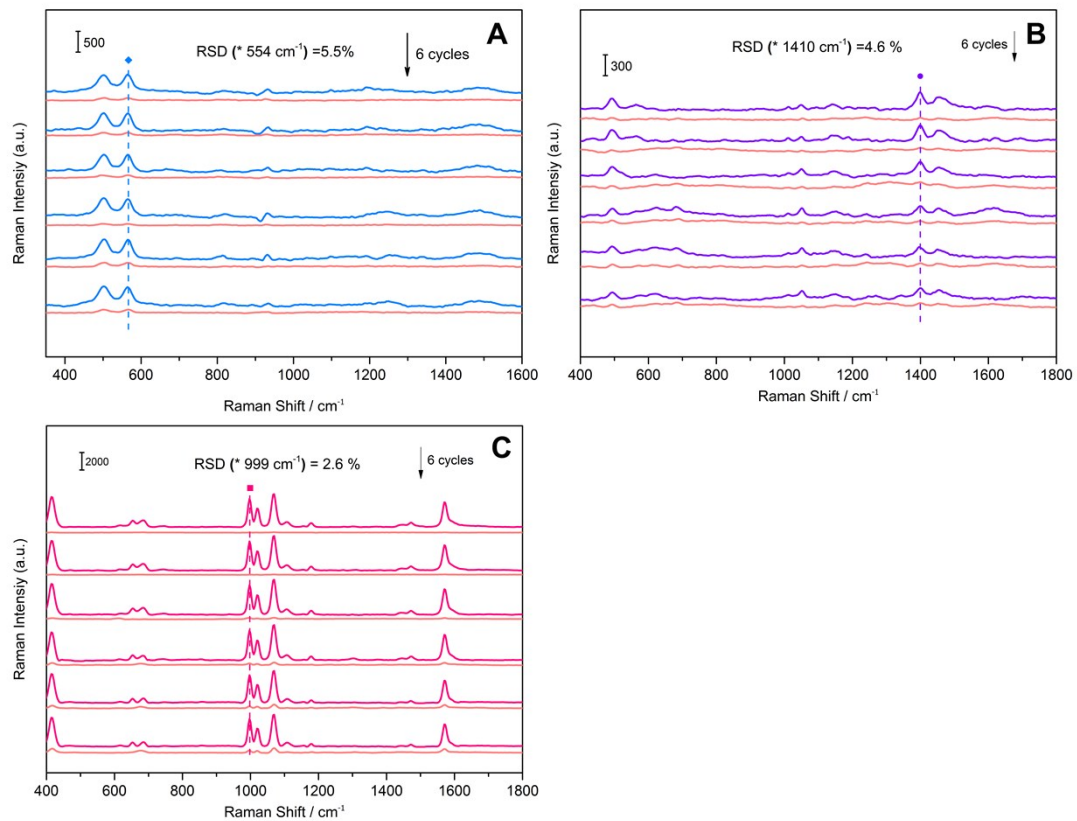 500
RSD (* 554 cm-1) =5.5%
6 cycles
A
Raman Intensiy (a.u.)
400 600 800 1000 1200 1400 1600
Raman Shift / cm-1
300
RSD (* 1410 cm-1) =4.6 %
6 cycles
B
Raman Intensiy (a.u.)
400 600 800 1000 1200 1400 1600 1800
Raman Shift / cm-1
2000
RSD (* 999 cm-1) = 2.6 %
6 cycles
C
Raman Intensiy (a.u.)
400 600 800 1000 1200 1400 1600 1800
Raman Shift / cm-1